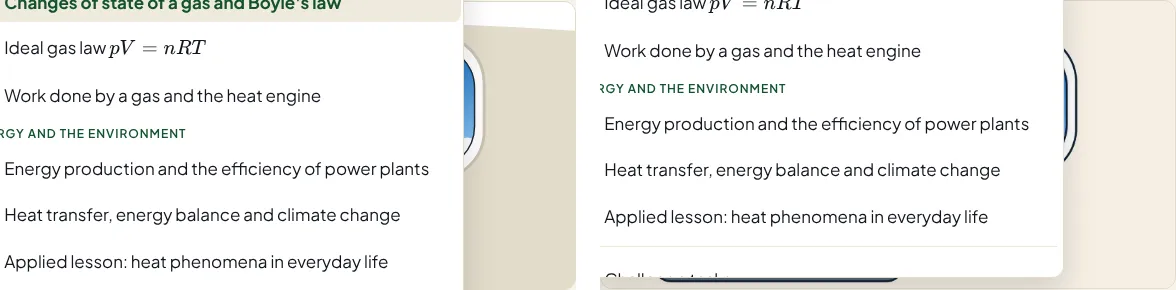 Changes of state of a gas and Boyle's law
Ideal gas law pV = nRT
Work done by a gas and the heat engine
RGY AND THE ENVIRONMENT
Energy production and the efficiency of power plants
Heat transfer, energy balance and climate change
Applied lesson: heat phenomena in everyday life
Ideal gas law pV = nRT
Work done by a gas and the heat engine
RGY AND THE ENVIRONMENT
Energy production and the efficiency of power plants
Heat transfer, energy balance and climate change
Applied lesson: heat phenomena in everyday life